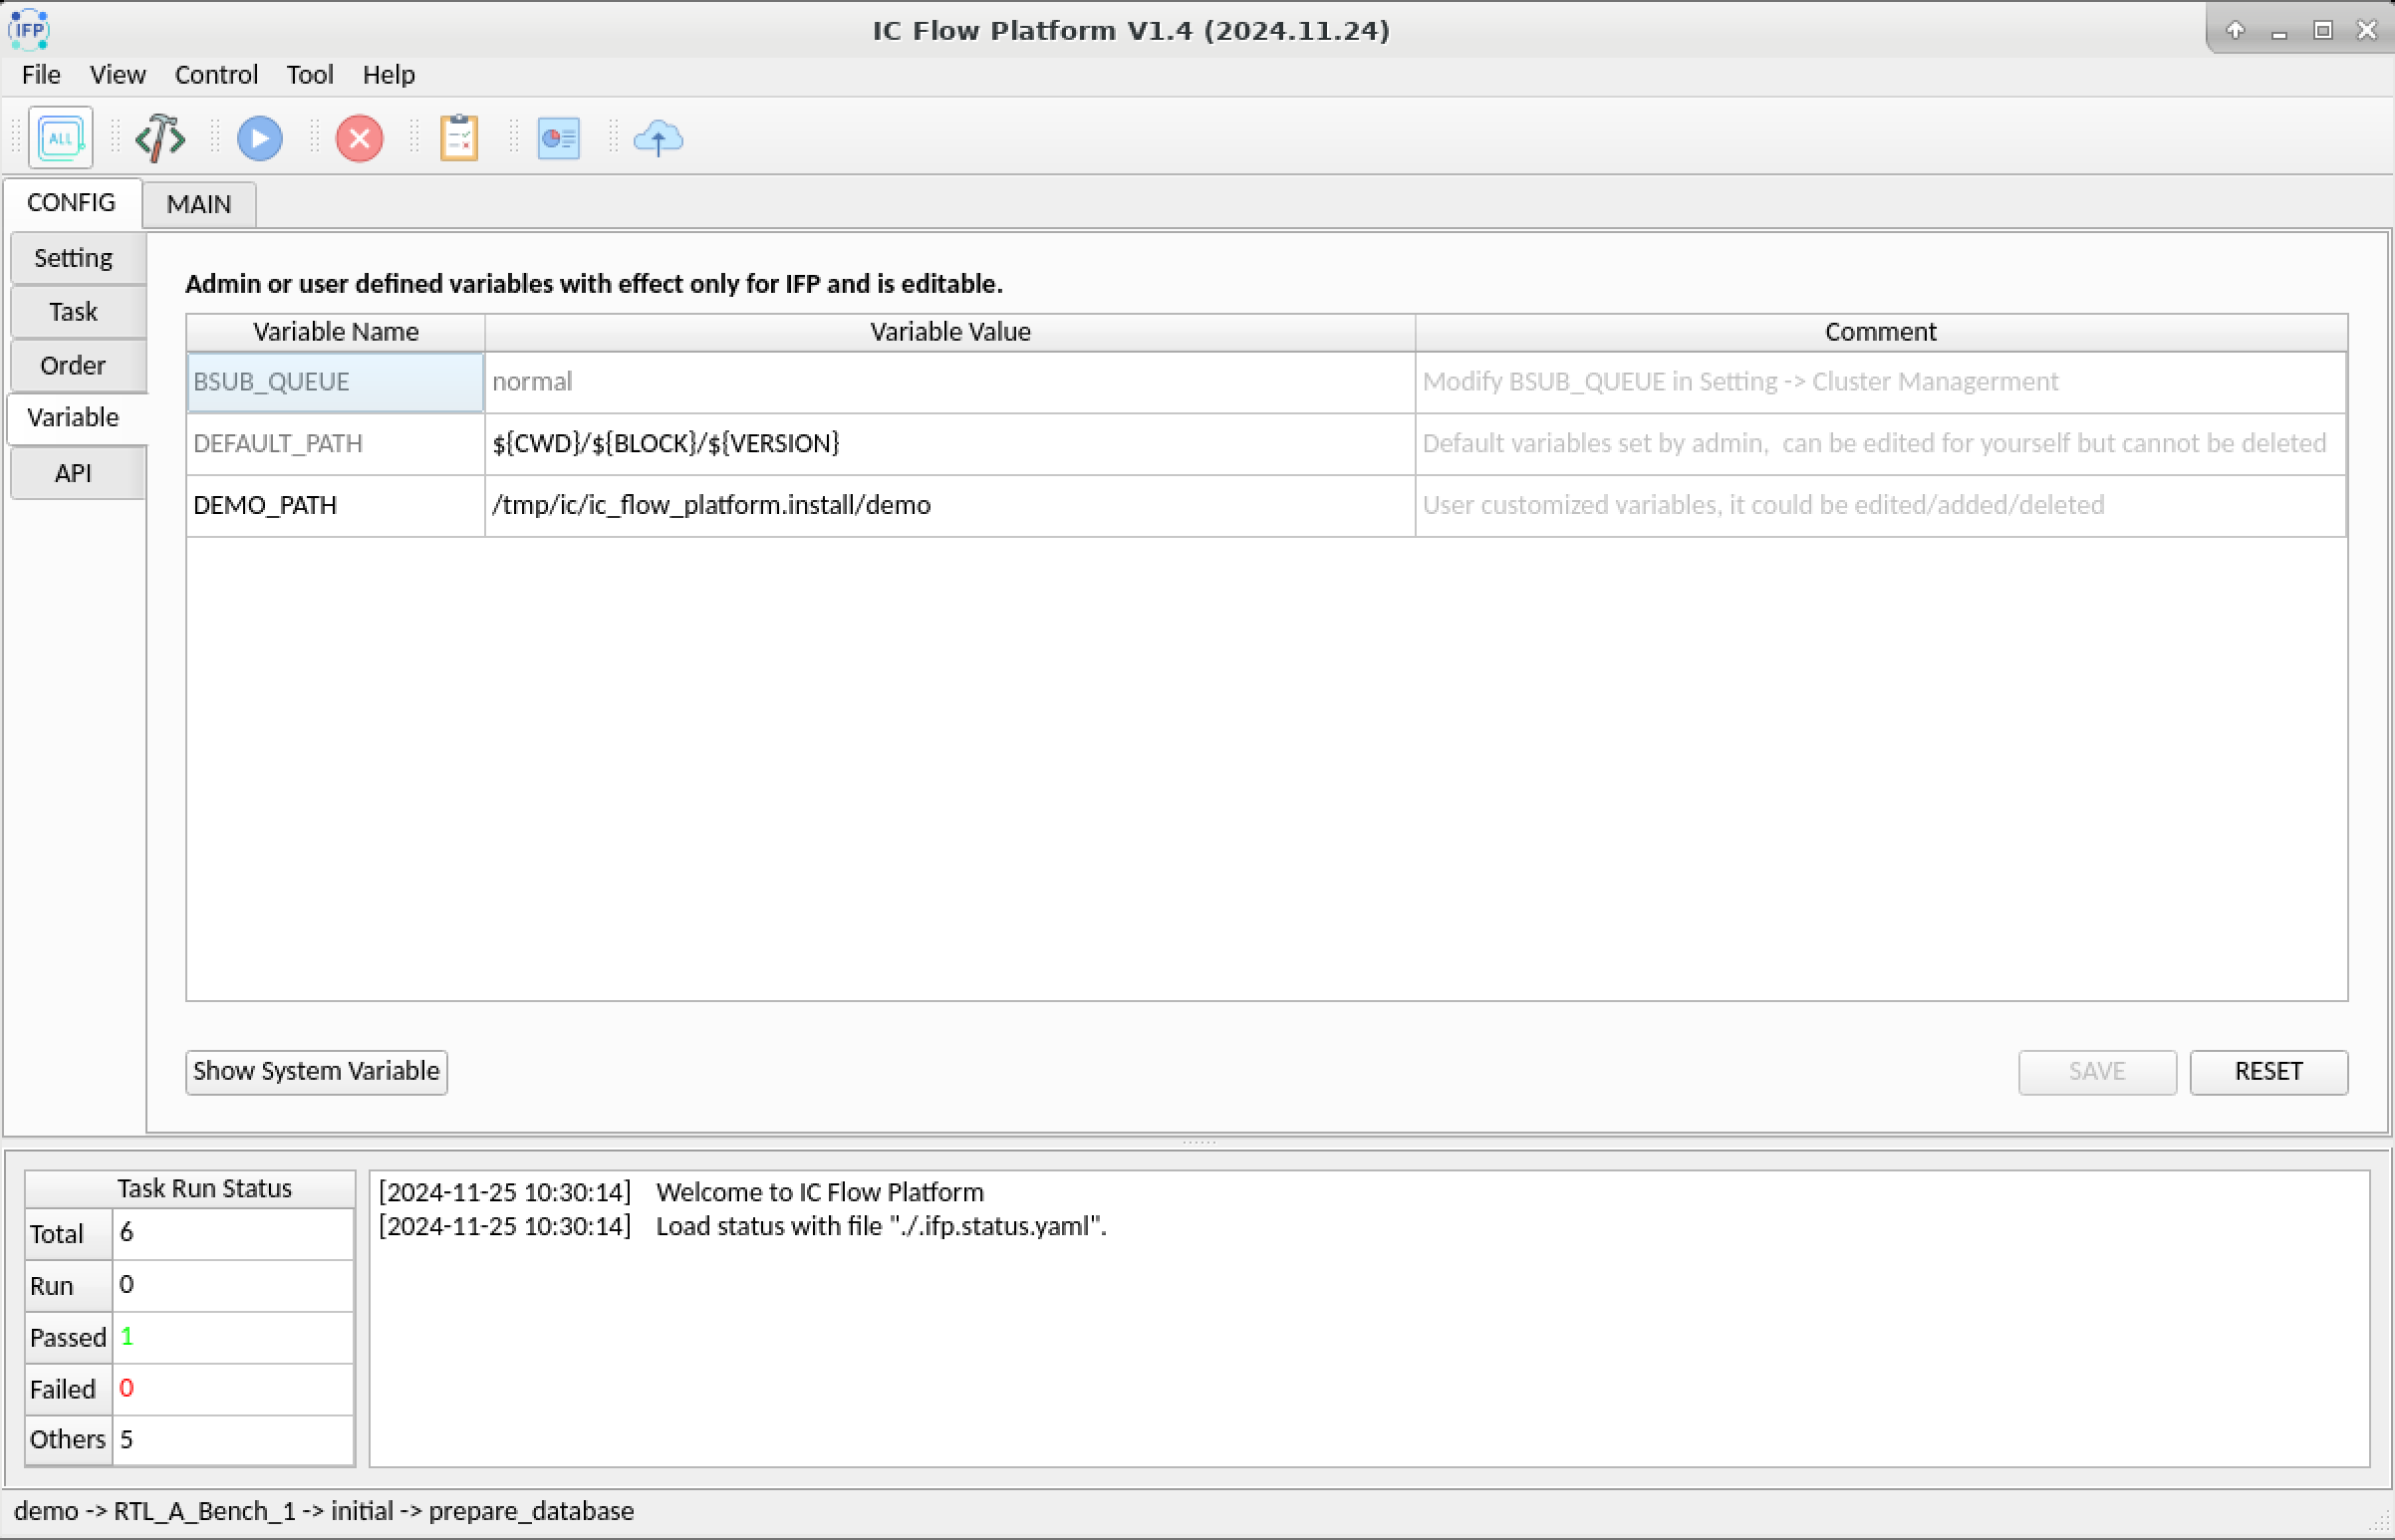 IFP
IC Flow Platform V1.4 (2024.11.24)
File View Control Tool Help
ALL
CONFIG MAIN
Setting
Task
Order
Variable
API
Admin or user defined variables with effect only for IFP and is editable.
Variable Name Variable Value Comment
BSUB_QUEUE normal Modify BSUB_QUEUE in Setting -> Cluster Managerment
DEFAULT_PATH ${CWD}/${BLOCK}/${VERSION} Default variables set by admin, can be edited for yourself but cannot be deleted
DEMO_PATH /tmp/ic/ic_flow_platform.install/demo User customized variables, it could be edited/added/deleted
Show System Variable SAVE RESET
Task Run Status
Total 6
Run 0
Passed 1
Failed 0
Others 5
[2024-11-25 10:30:14] Welcome to IC Flow Platform
[2024-11-25 10:30:14] Load status with file "./.ifp.status.yaml".
demo -> RTL_A_Bench_1 -> initial -> prepare_database